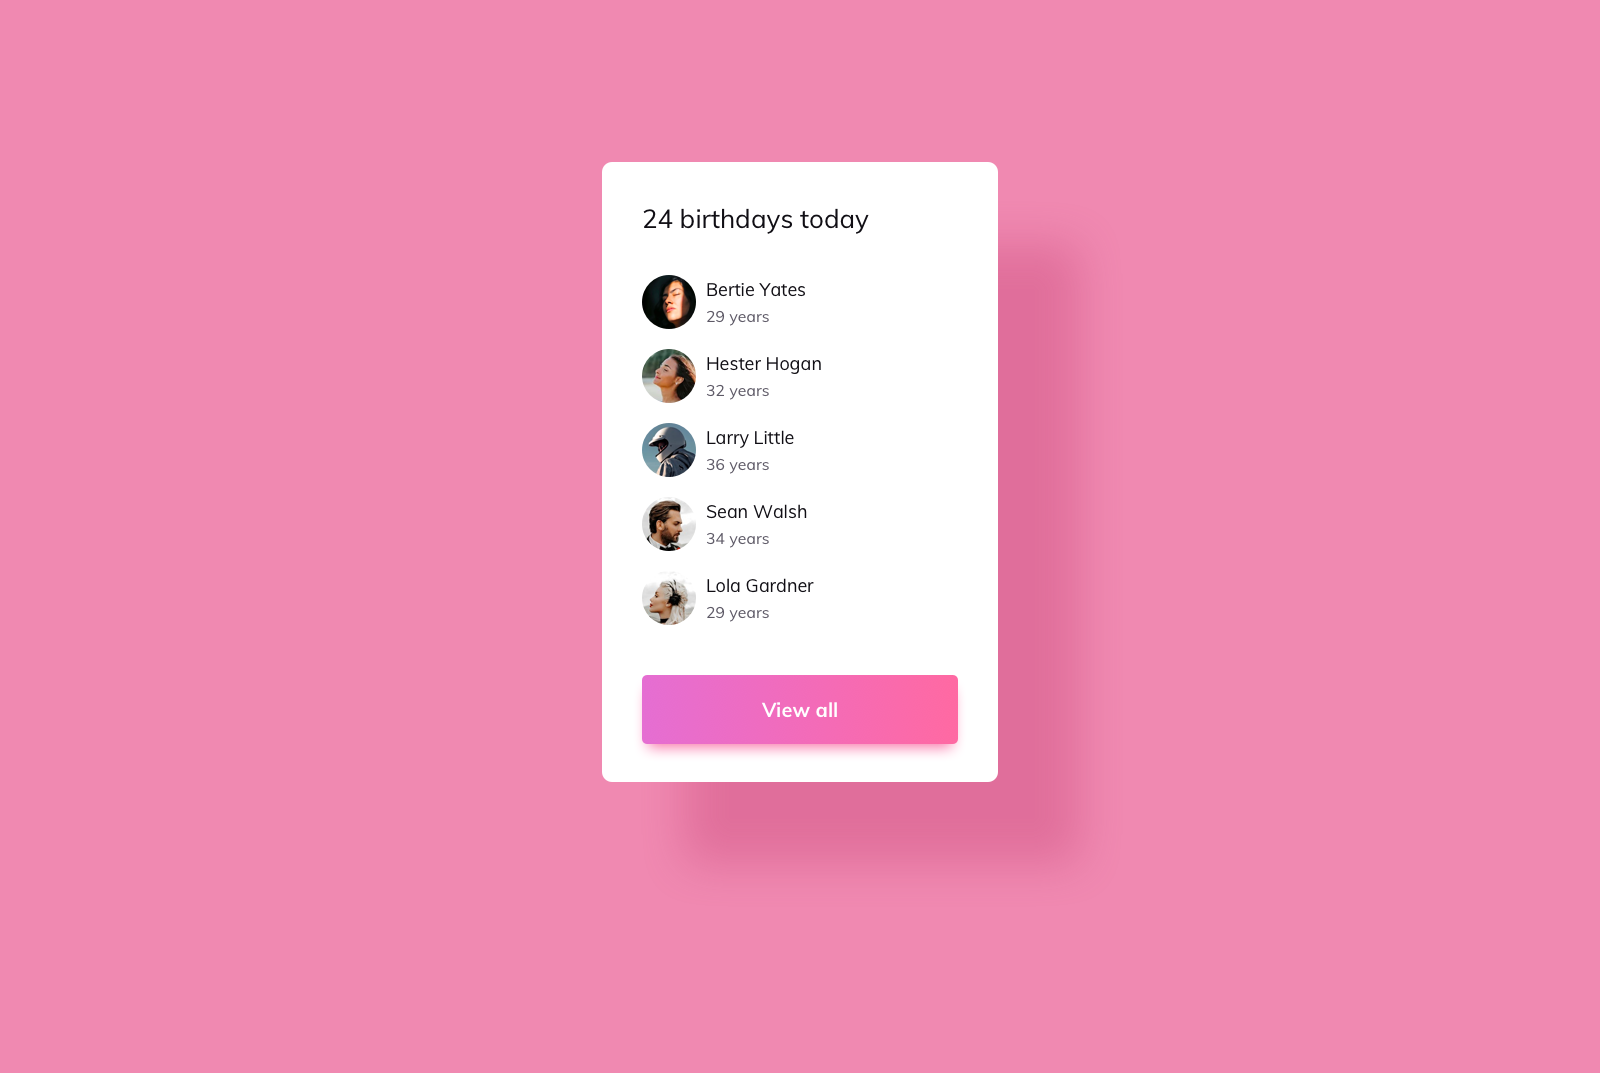 24 birthdays today
Bertie Yates
29 years
Hester Hogan
32 years
Larry Little
36 years
Sean Walsh
34 years
Lola Gardner
29 years
View all